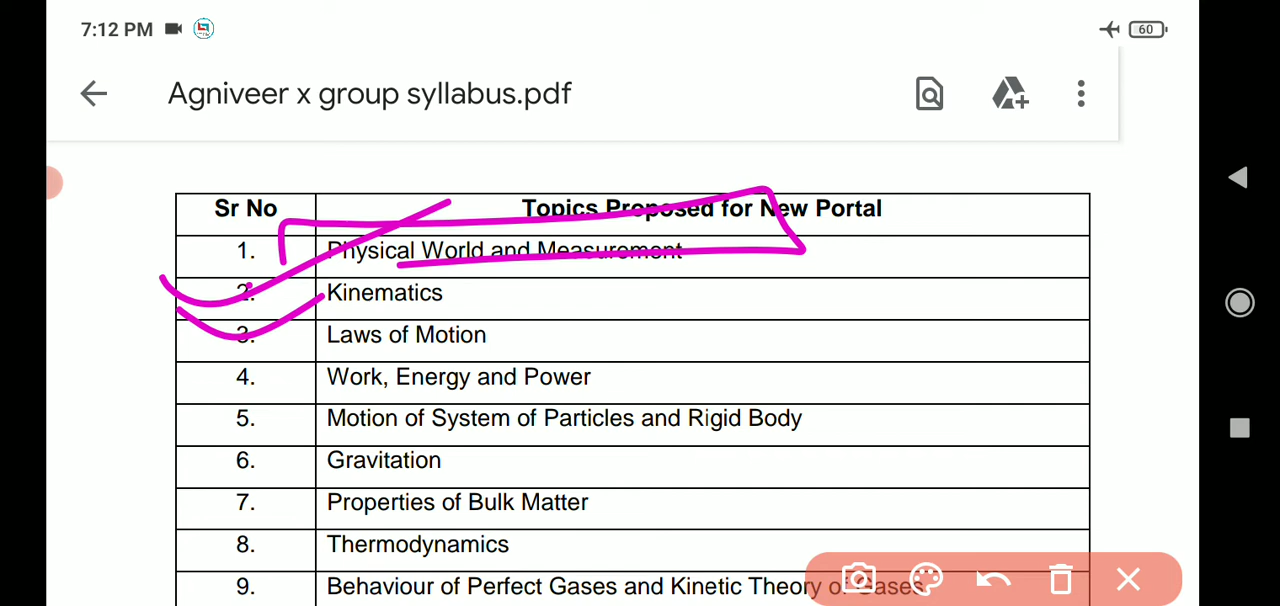 7:12 PM
60
Agniveer x group syllabus.pdf
Sr No Topics Proposed for New Portal
1. Physical World and Measurement
2. Kinematics
3. Laws of Motion
4. Work, Energy and Power
5. Motion of System of Particles and Rigid Body
6. Gravitation
7. Properties of Bulk Matter
8. Thermodynamics
9. Behaviour of Perfect Gases and Kinetic Theory of Gases